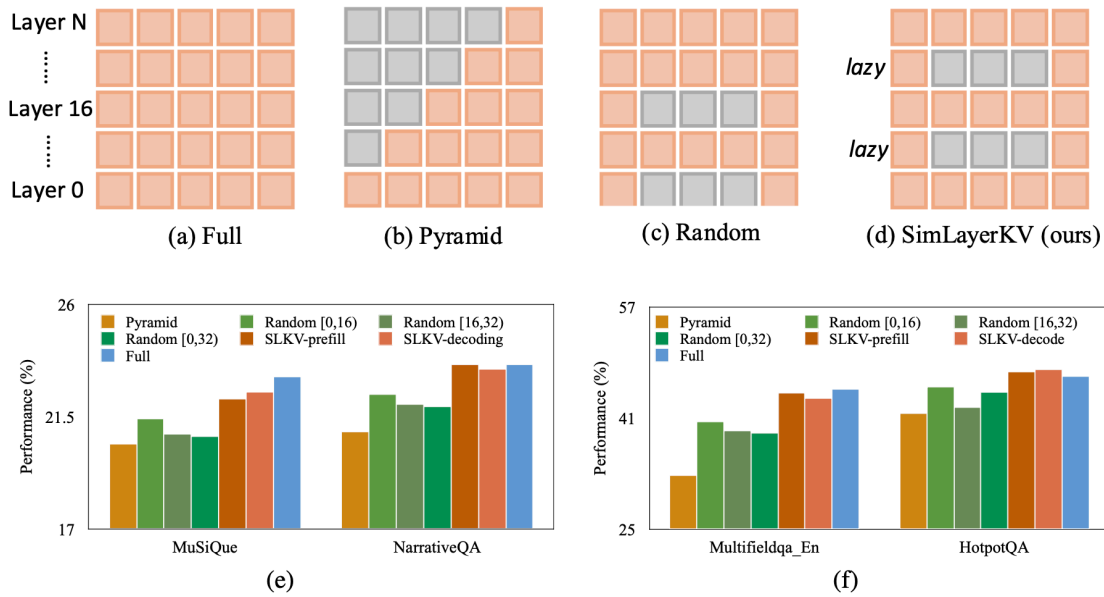 Layer N
......
Layer 16
......
Layer 0
lazy
lazy
(a) Full
(b) Pyramid
(c) Random
(d) SimLayerKV (ours)
Performance (%)
26
21.5
17
Pyramid
Random [0,16)
Random [16,32)
Random [0,32)
SLKV-prefill
SLKV-decoding
Full
MuSiQue
NarrativeQA
(e)
Performance (%)
57
41
25
Pyramid
Random [0,16)
Random [16,32)
Random [0,32)
SLKV-prefill
SLKV-decode
Full
Multifieldqa_En
HotpotQA
(f)